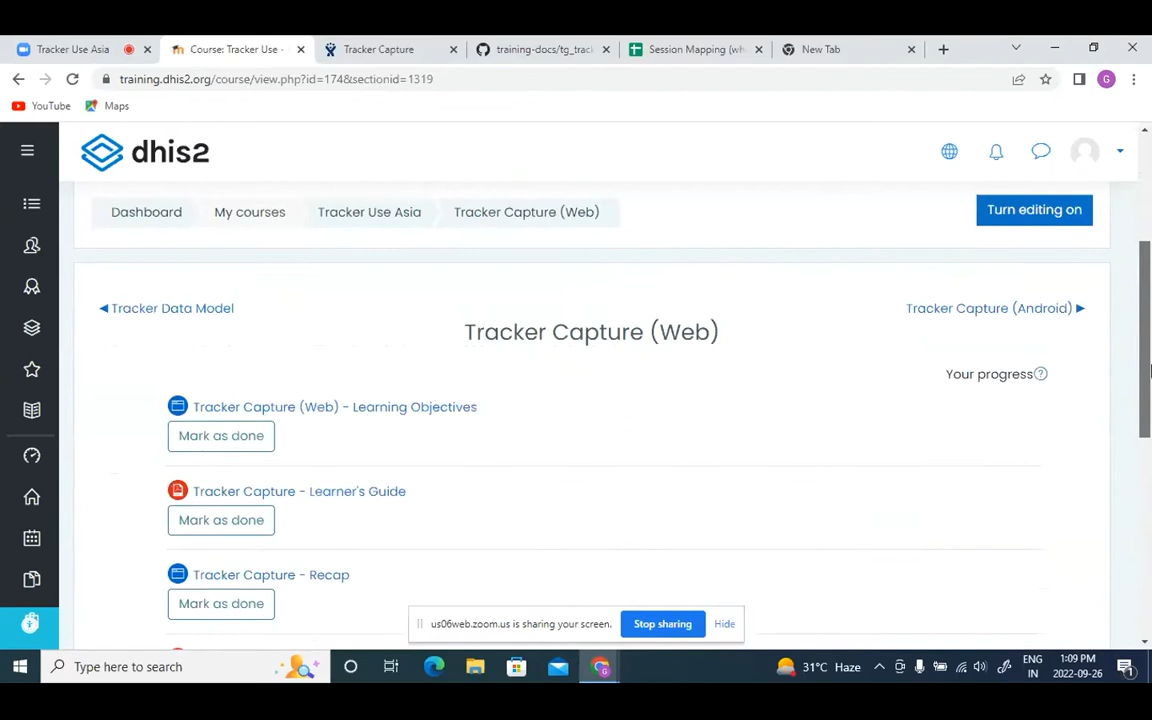 Tracker Use Asia
Course: Tracker Use -
Tracker Capture
training-docs/tg_track
Session Mapping (wh
New Tab
training.dhis2.org/course/view.php?id=174&sectionid=1319
G
YouTube
Maps
dhis2
Dashboard
My courses
Tracker Use Asia
Tracker Capture (Web)
Turn editing on
◀ Tracker Data Model
Tracker Capture (Android) ▶
Tracker Capture (Web)
Your progress
Tracker Capture (Web) - Learning Objectives
Mark as done
Tracker Capture - Learner's Guide
Mark as done
Tracker Capture - Recap
Mark as done
us06web.zoom.us is sharing your screen.
Stop sharing
Hide
Type here to search
31°C Haze
ENG
IN
1:09 PM
2022-09-26
1